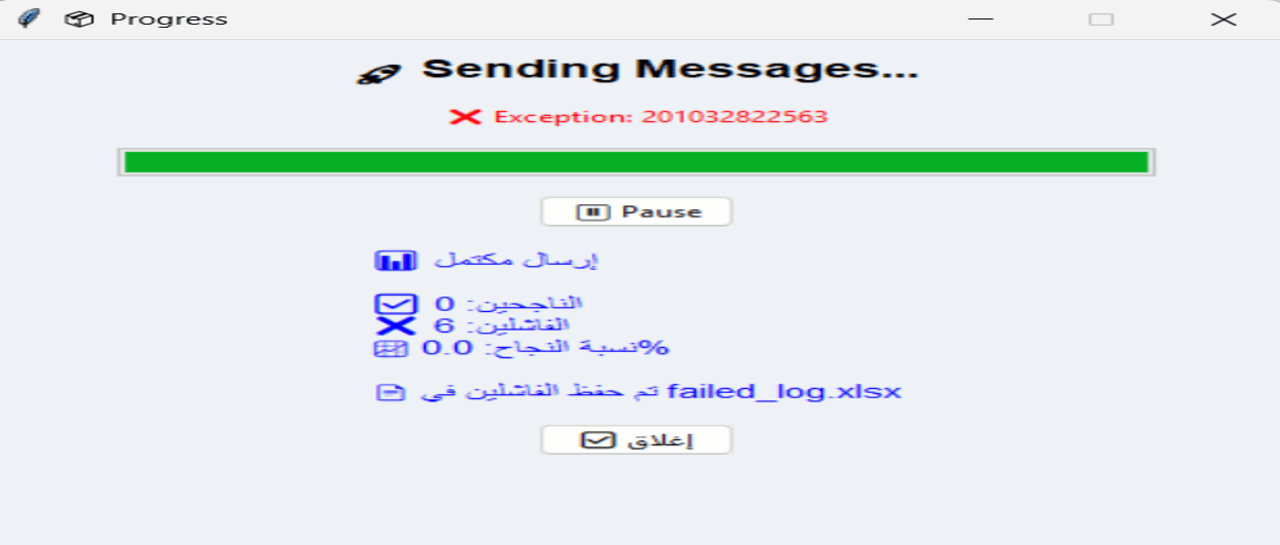 Progress
Sending Messages...
Exception: 201032822563
Pause
إرسال مكتمل
الناجحين: 0
الفاشلين: 6
نسبة النجاح: 0.0%
تم حفظ الفاشلين في failed_log.xlsx
إغلاق